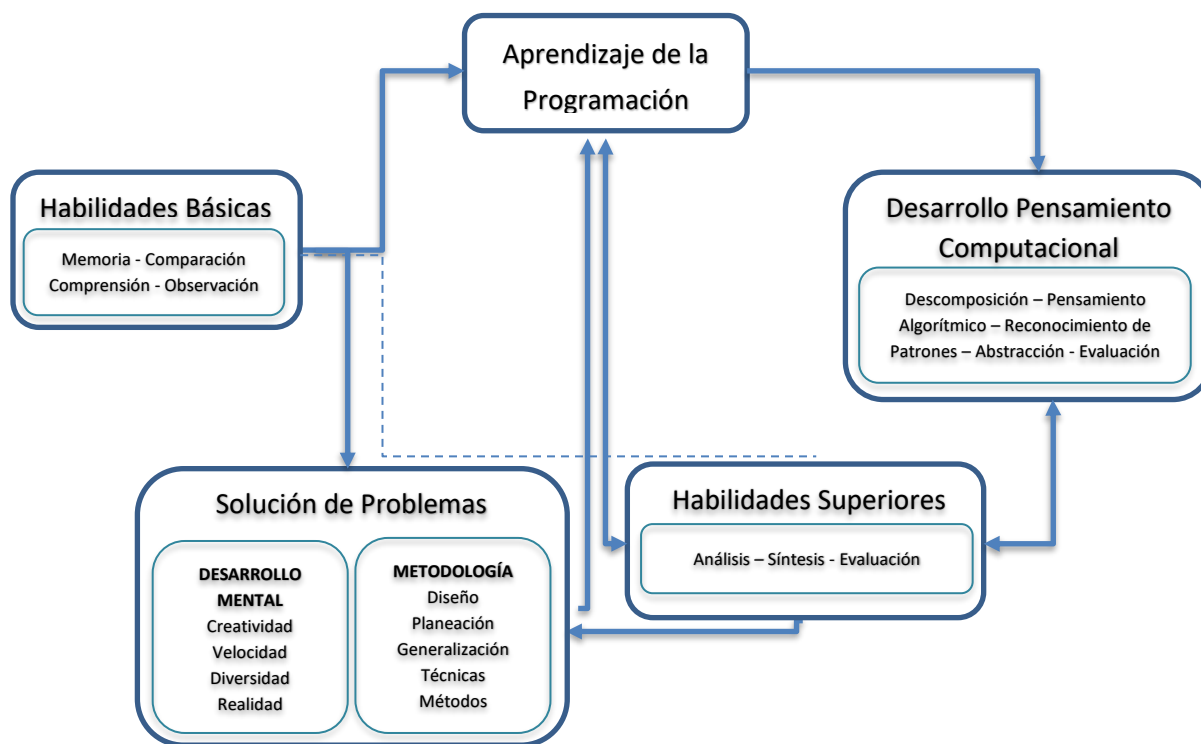 Aprendizaje de la
Programación
Habilidades Básicas
Memoria - Comparación
Comprensión - Observación
Desarrollo Pensamiento
Computacional
Descomposición – Pensamiento
Algorítmico – Reconocimiento de
Patrones – Abstracción - Evaluación
Solución de Problemas
DESARROLLO
MENTAL
Creatividad
Velocidad
Diversidad
Realidad
METODOLOGÍA
Diseño
Planeación
Generalización
Técnicas
Métodos
Habilidades Superiores
Análisis – Síntesis - Evaluación